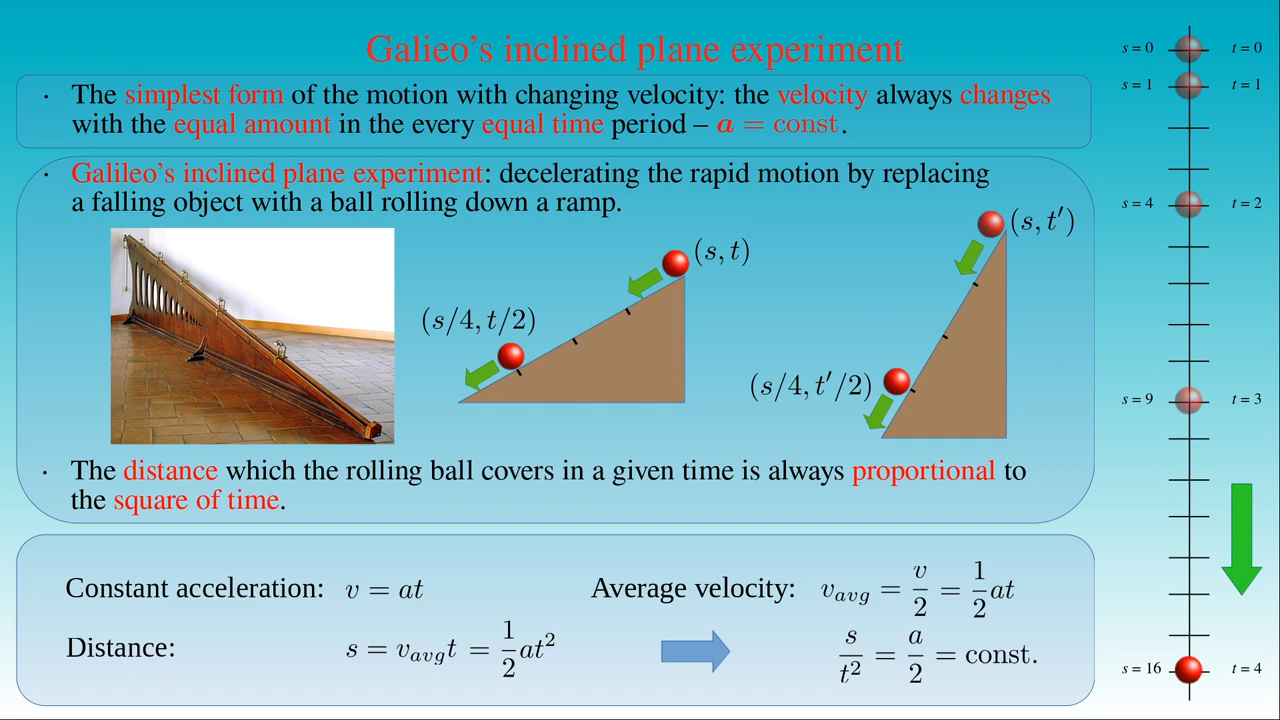 Galieo's inclined plane experiment
· The simplest form of the motion with changing velocity: the velocity always changes
with the equal amount in the every equal time period – a = const.
· Galileo's inclined plane experiment: decelerating the rapid motion by replacing
a falling object with a ball rolling down a ramp.
(s, t)
(s/4, t/2)
(s, t′)
(s/4, t′/2)
· The distance which the rolling ball covers in a given time is always proportional to
the square of time.
Constant acceleration: v = at
Average velocity: v_avg = v/2 = 1/2 at
Distance: s = v_avg t = 1/2 at²
s/t² = a/2 = const.
s = 0 t = 0
s = 1 t = 1
s = 4 t = 2
s = 9 t = 3
s = 16 t = 4